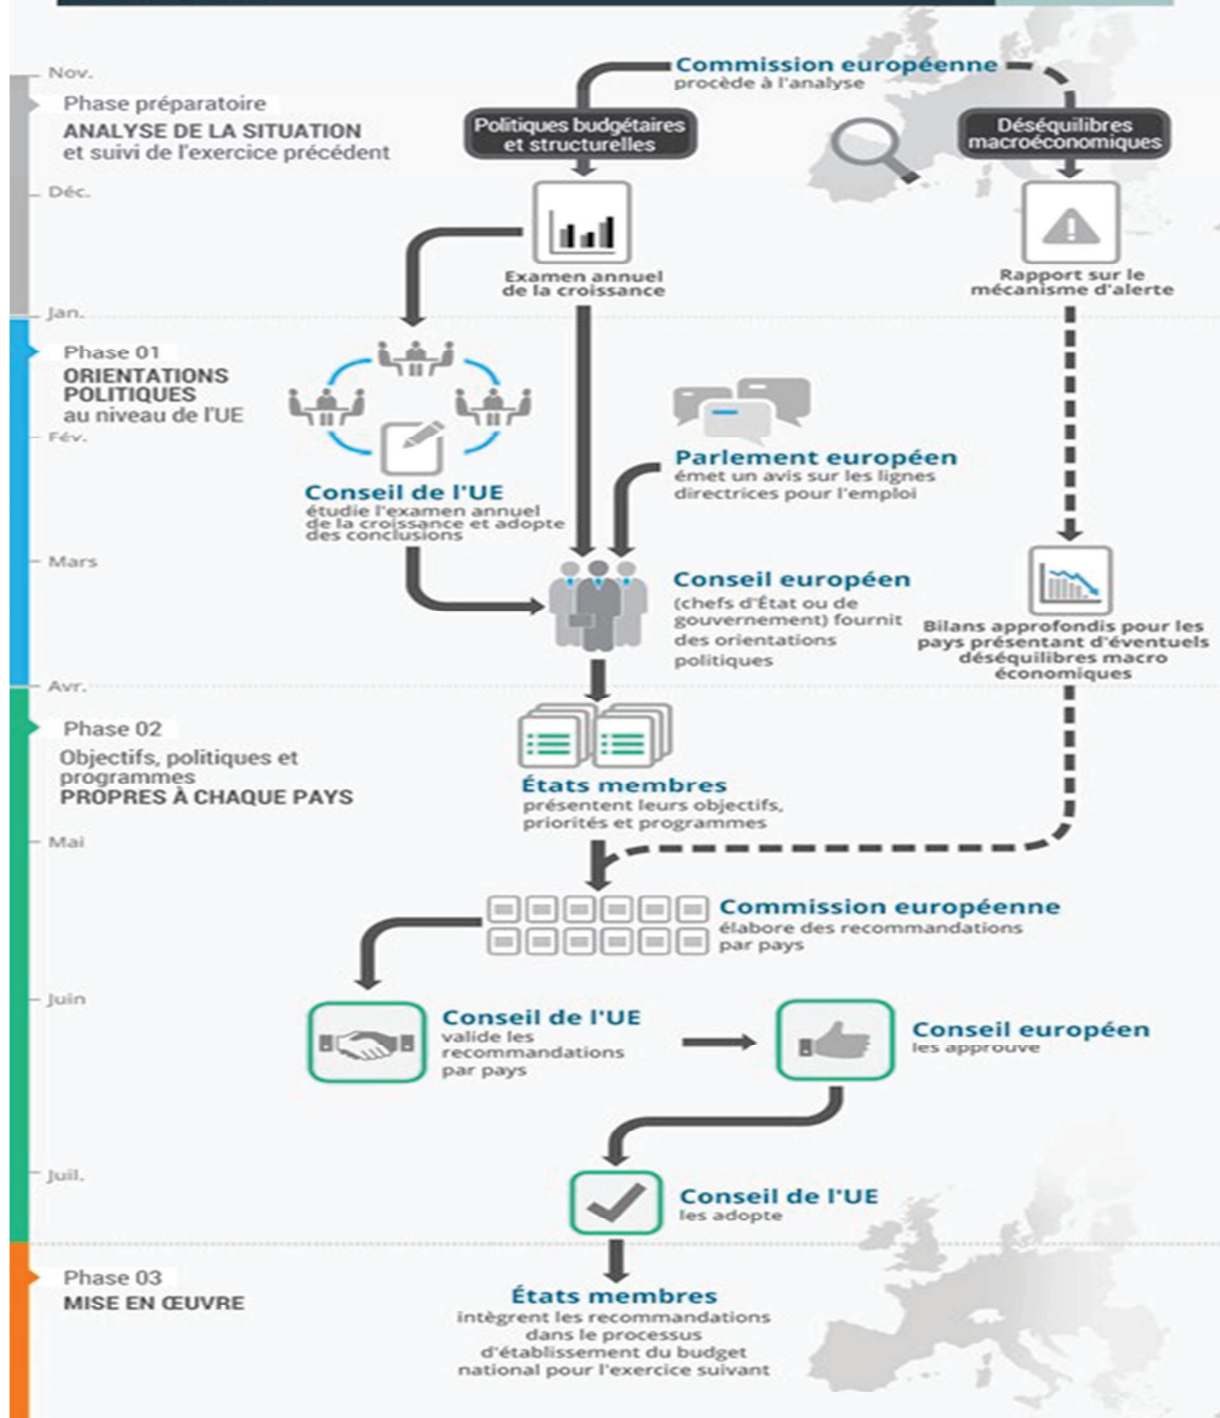 Commission européenne
procède à l'analyse
Nov.
Phase préparatoire
ANALYSE DE LA SITUATION
et suivi de l'exercice précédent
Politiques budgétaires
et structurelles
Déséquilibres
macroéconomiques
Déc.
Examen annuel
de la croissance
Rapport sur le
mécanisme d'alerte
Jan.
Phase 01
ORIENTATIONS
POLITIQUES
au niveau de l'UE
Fév.
Parlement européen
émet un avis sur les lignes
directrices pour l'emploi
Conseil de l'UE
étudie l'examen annuel
de la croissance et adopte
des conclusions
Mars
Conseil européen
(chefs d'État ou de
gouvernement) fournit
des orientations
politiques
Bilans approfondis pour les
pays présentant d'éventuels
déséquilibres macro
économiques
Avr.
Phase 02
Objectifs, politiques et
programmes
PROPRES À CHAQUE PAYS
États membres
présentent leurs objectifs,
priorités et programmes
Mai
Commission européenne
élabore des recommandations
par pays
Juin
Conseil de l'UE
valide les
recommandations
par pays
Conseil européen
les approuve
Juil.
Conseil de l'UE
les adopte
Phase 03
MISE EN ŒUVRE
États membres
intègrent les recommandations
dans le processus
d'établissement du budget
national pour l'exercice suivant